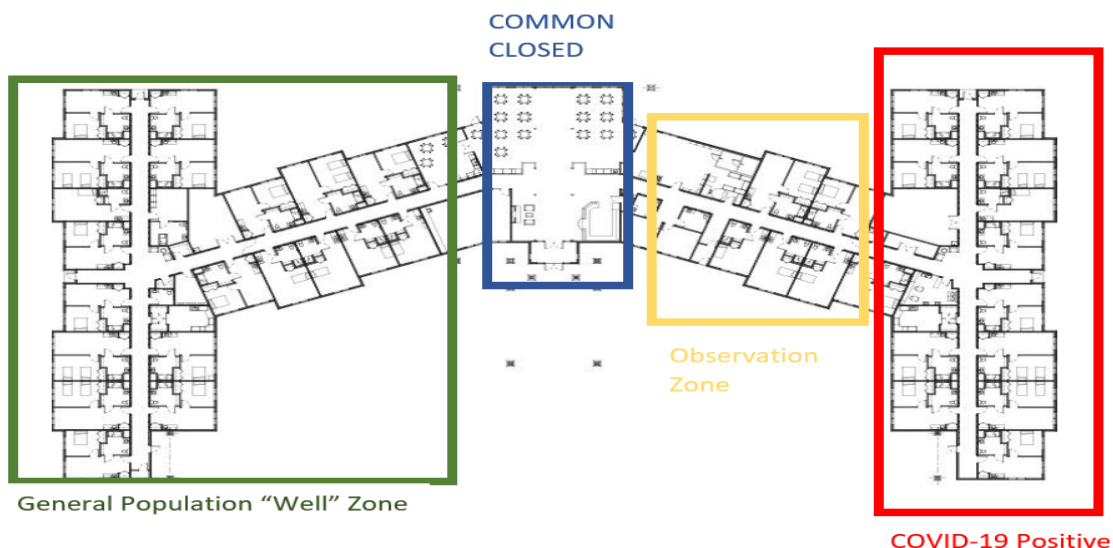 COMMON
CLOSED
Observation
Zone
General Population “Well” Zone
COVID-19 Positive